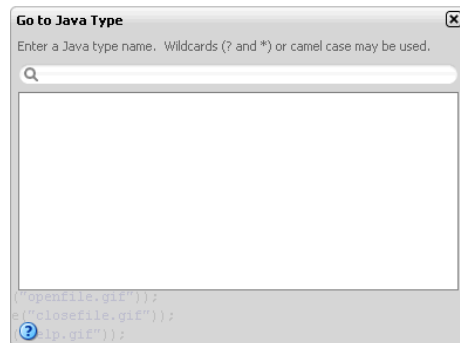 Go to Java Type
Enter a Java type name. Wildcards (? and *) or camel case may be used.
("openfile.gif"));
e("closefile.gif"));
( elp.gif"));